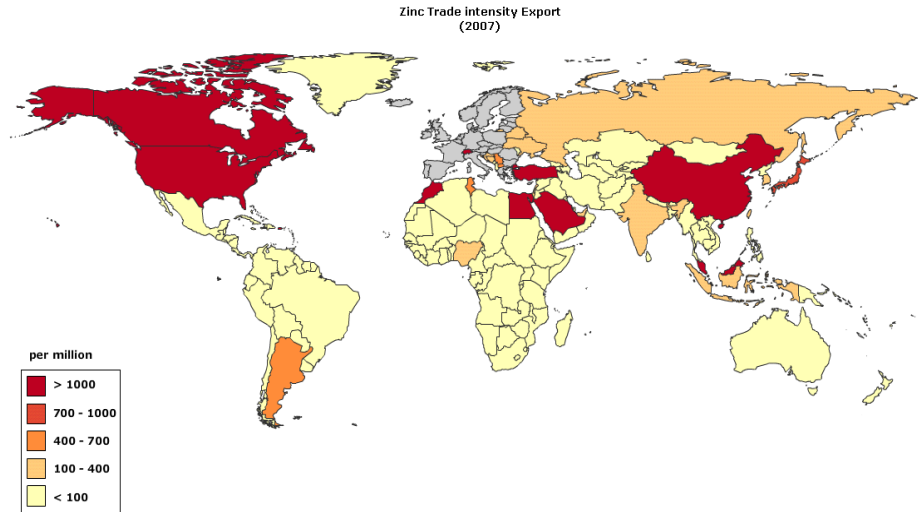 Zinc Trade intensity Export
(2007)
per million
> 1000
700 - 1000
400 - 700
100 - 400
< 100